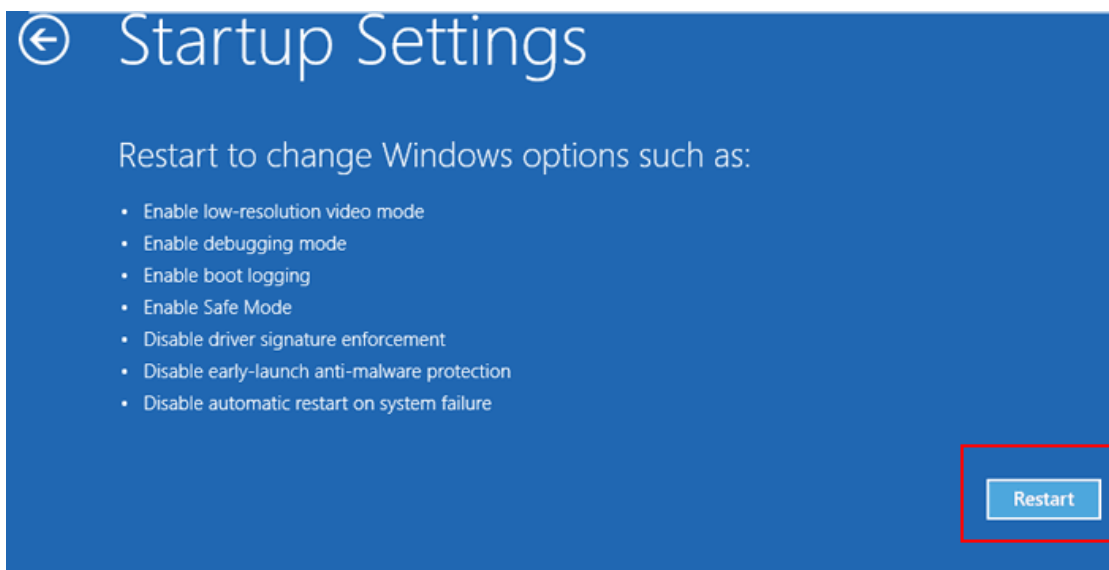 Startup Settings
Restart to change Windows options such as:
• Enable low-resolution video mode
• Enable debugging mode
• Enable boot logging
• Enable Safe Mode
• Disable driver signature enforcement
• Disable early-launch anti-malware protection
• Disable automatic restart on system failure
Restart